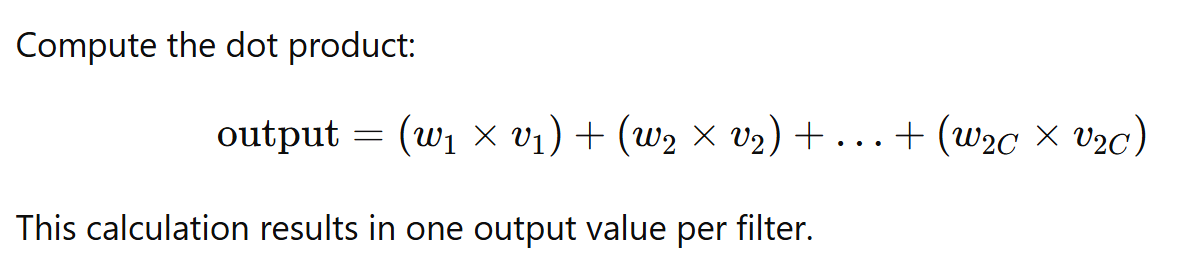 Compute the dot product:
output = (w₁ × v₁) + (w₂ × v₂) + … + (w₂C × v₂C)
This calculation results in one output value per filter.